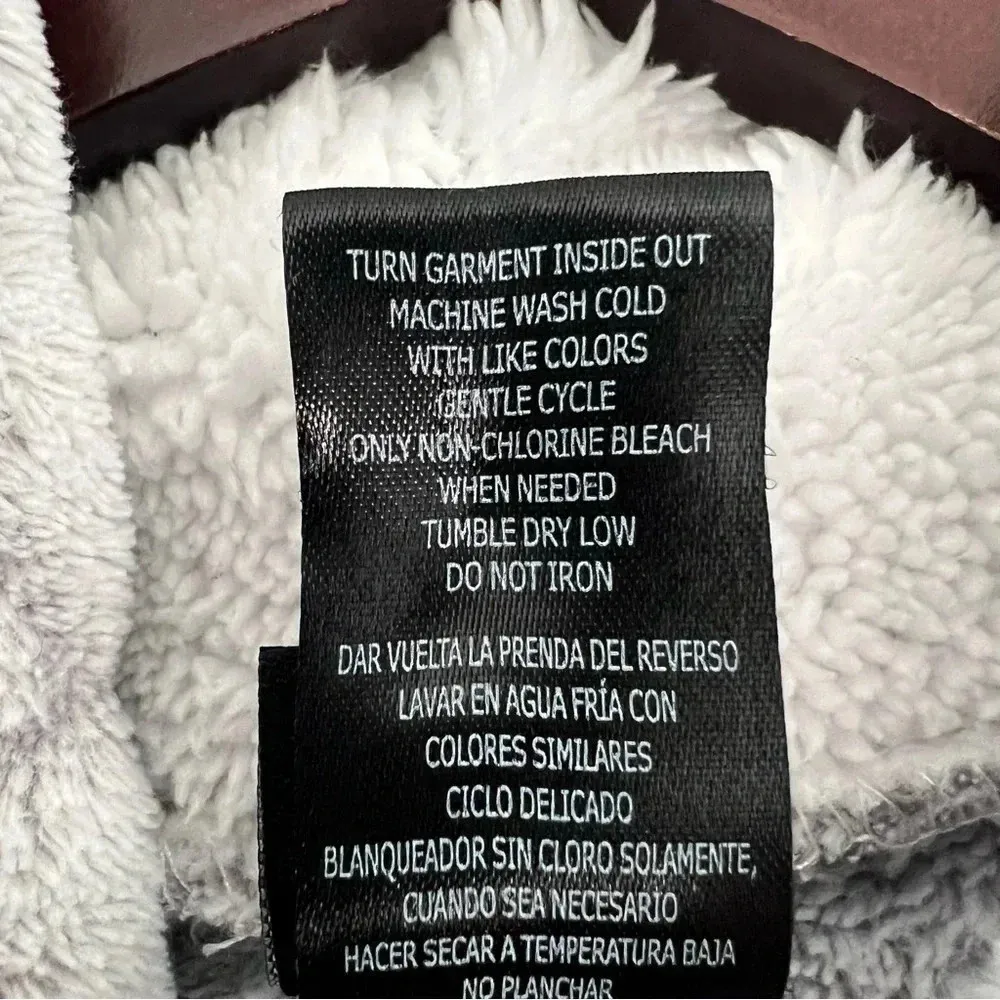 TURN GARMENT INSIDE OUT
MACHINE WASH COLD
WITH LIKE COLORS
GENTLE CYCLE
ONLY NON-CHLORINE BLEACH
WHEN NEEDED
TUMBLE DRY LOW
DO NOT IRON
DAR VUELTA LA PRENDA DEL REVERSO
LAVAR EN AGUA FRÍA CON
COLORES SIMILARES
CICLO DELICADO
BLANQUEADOR SIN CLORO SOLAMENTE,
CUANDO SEA NECESARIO
HACER SECAR A TEMPERATURA BAJA
NO PLANCHAR